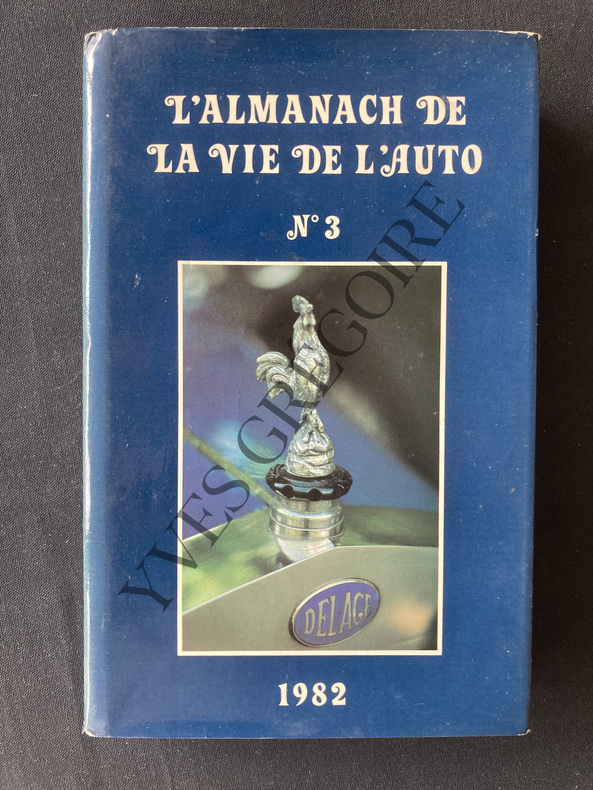 L'ALMANACH DE
LA VIE DE L'AUTO
N° 3
DELAGE
1982
YVES GRÉGOIRE